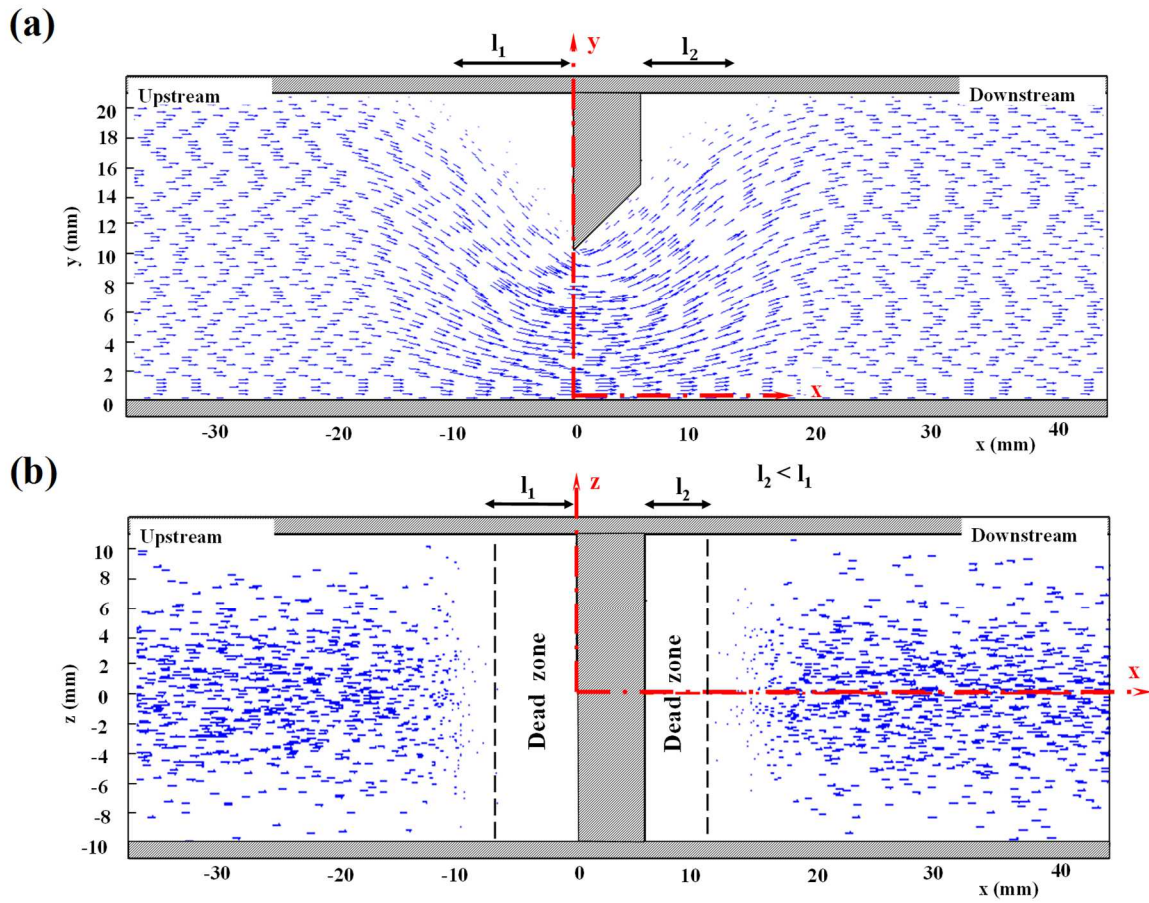 (a)
l1 y l2
Upstream Downstream
20
18
16
14
12
10
8
6
4
2
0
y (mm)
x
-30 -20 -10 0 10 20 30 40
x (mm)
(b)
l2 < l1
l1 z l2
Upstream Downstream
10
8
6
4
2
0
-2
-4
-6
-8
-10
z (mm)
Dead zone
Dead zone
x
-30 -20 -10 0 10 20 30 40
x (mm)